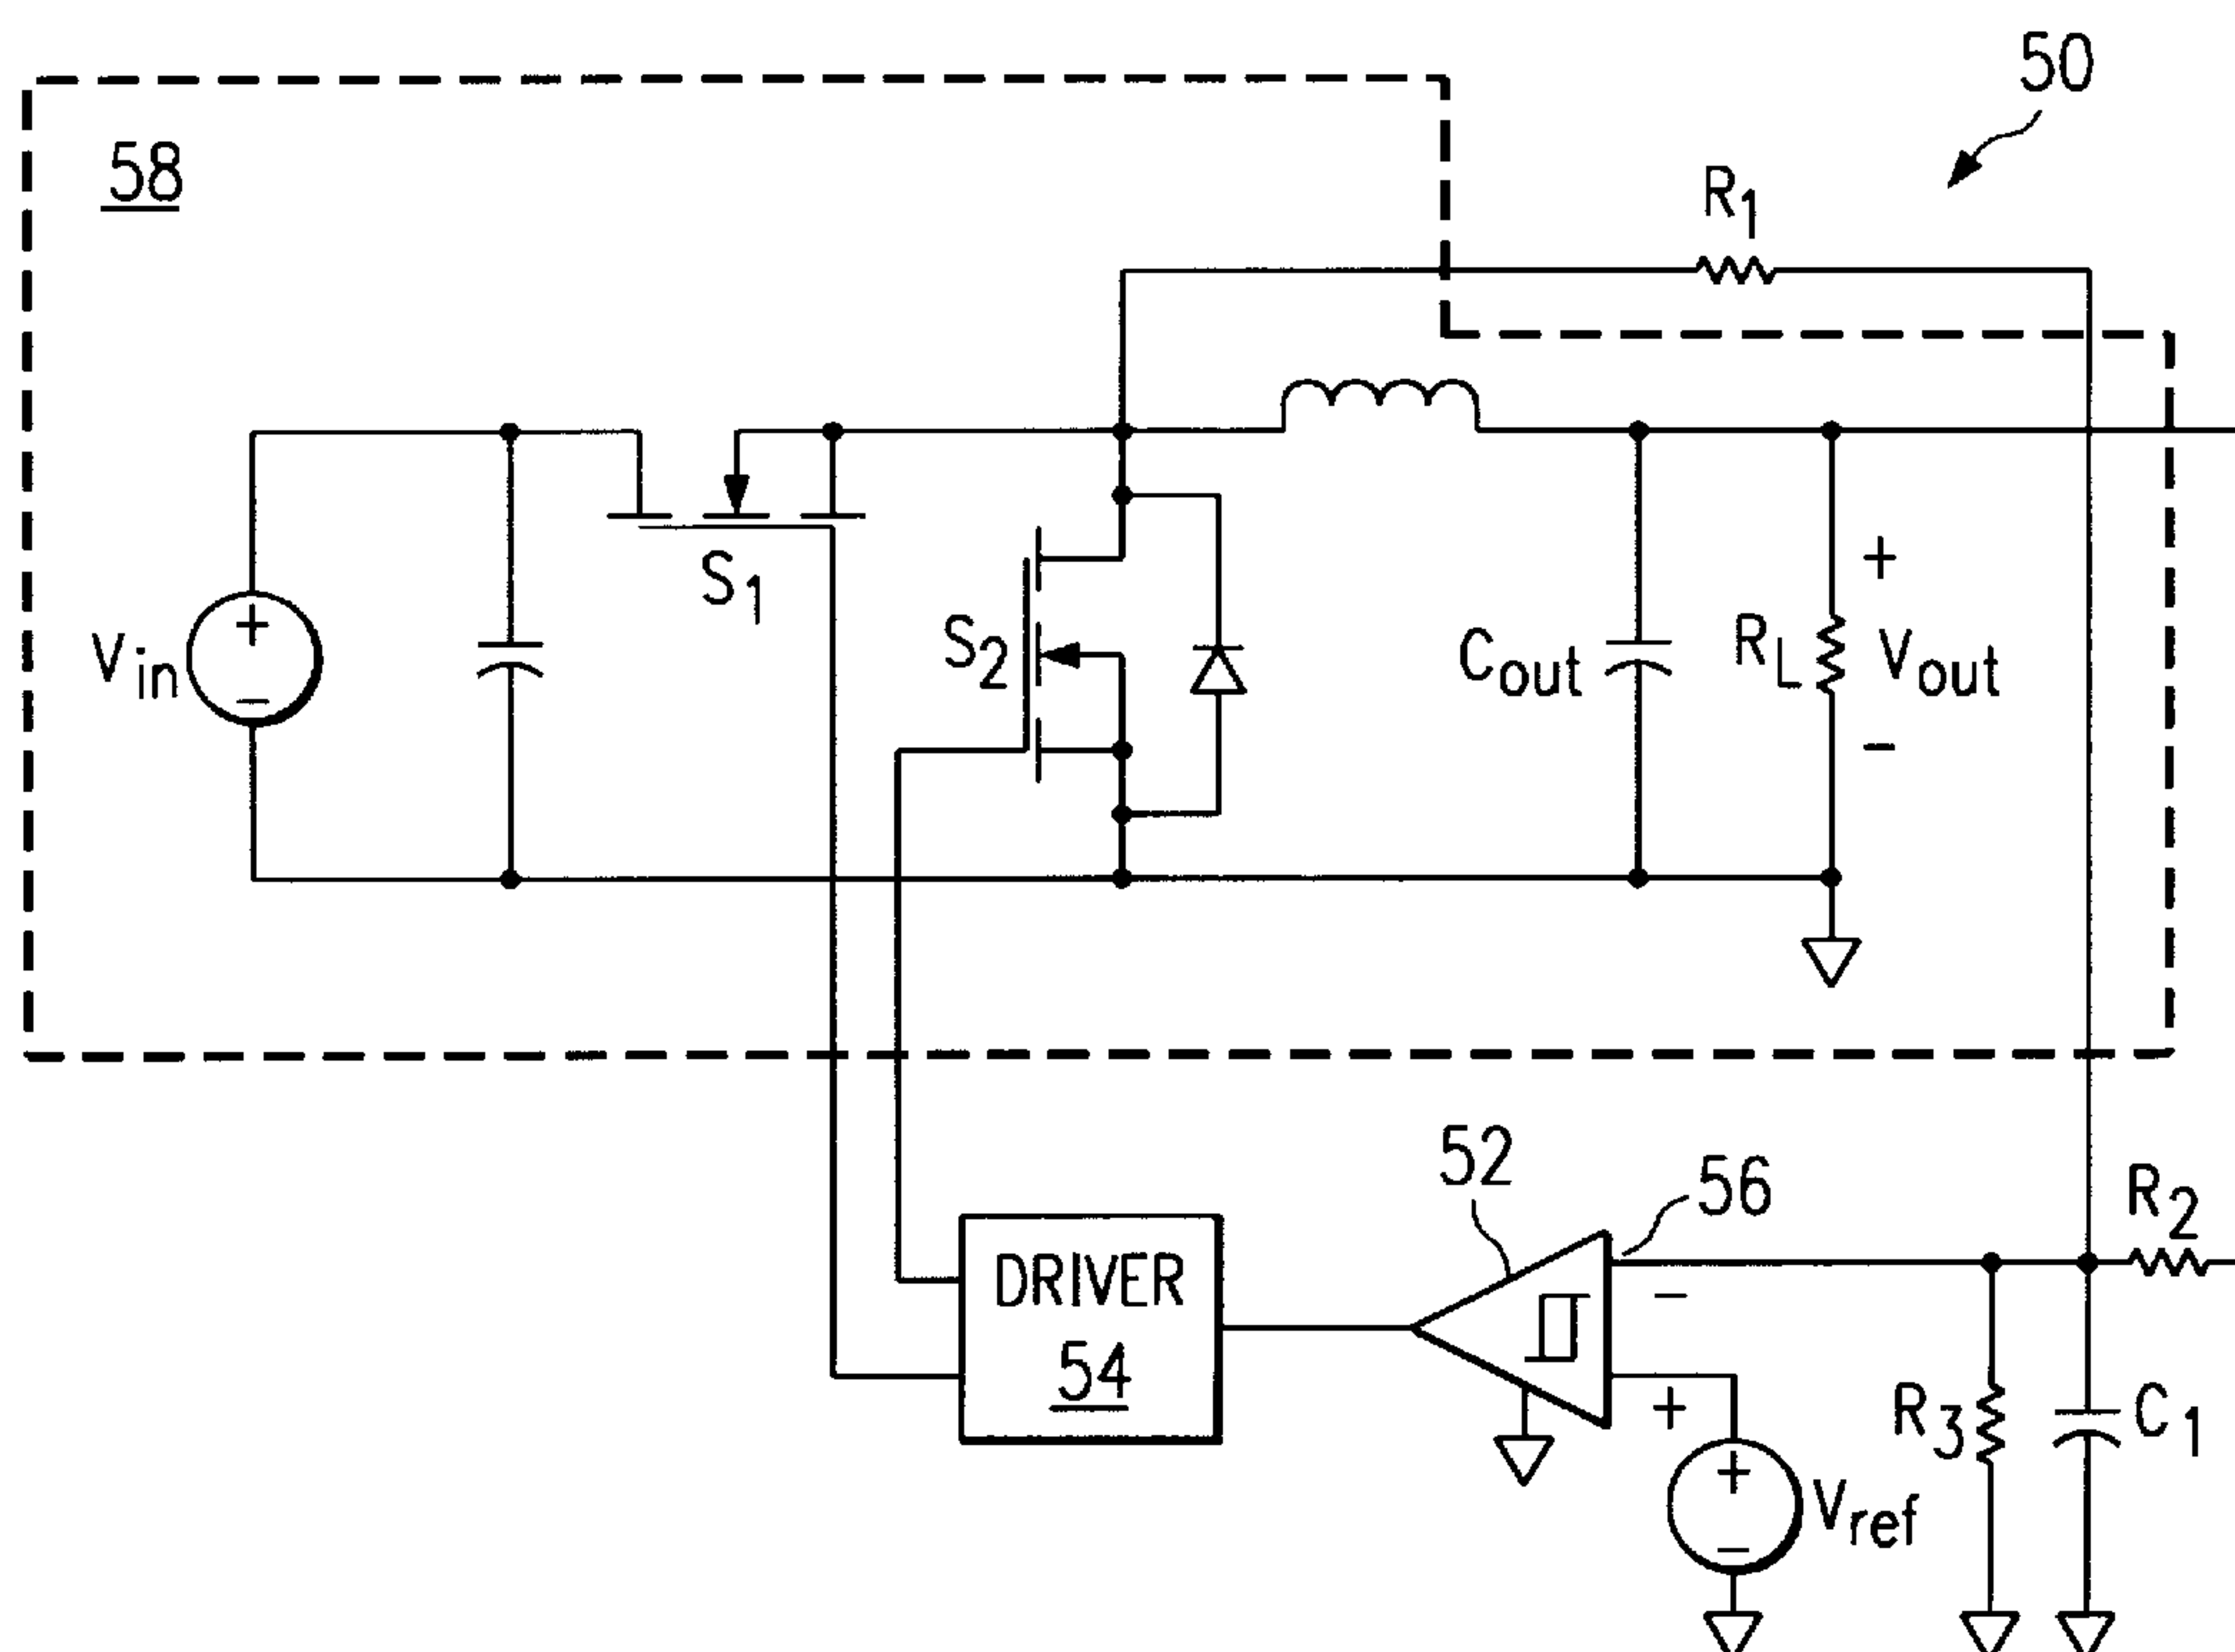 50
58
R1
S1
Vin
+
−
S2
Cout
RL
+
Vout
−
52
56
R2
DRIVER
54
−
+
R3
C1
+
Vref
−